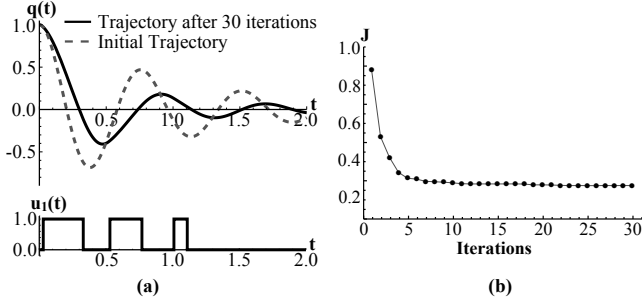 q(t)
1.0
0.5
0.0
-0.5
Trajectory after 30 iterations
Initial Trajectory
t
0.5 1.0 1.5 2.0
u₁(t)
1.0
0.0
t
0.5 1.0 1.5 2.0
(a)
J
1.0
0.8
0.6
0.4
0.2
0 5 10 15 20 25 30
Iterations
(b)